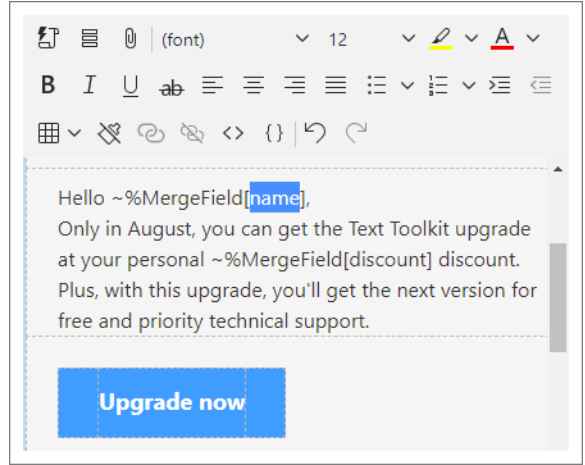 (font) 12
B I U ab A
<> {}
Hello ~%MergeField[name],
Only in August, you can get the Text Toolkit upgrade
at your personal ~%MergeField[discount] discount.
Plus, with this upgrade, you'll get the next version for
free and priority technical support.
Upgrade now